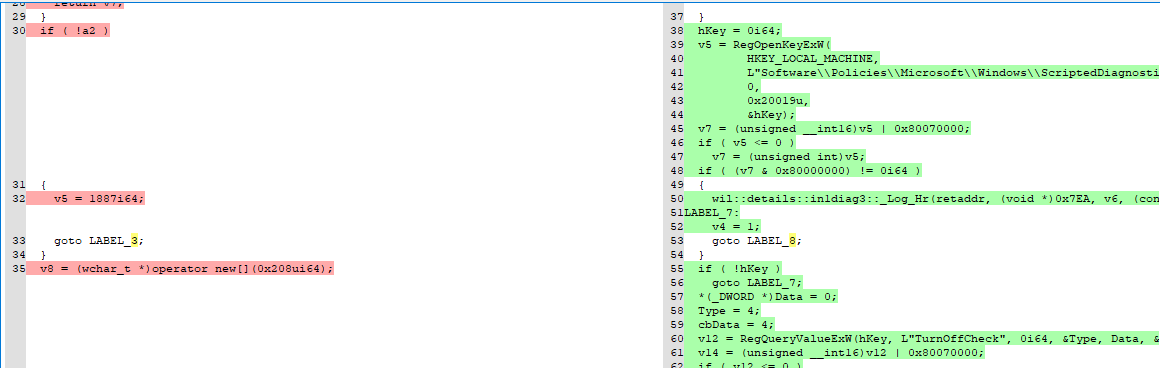 28 return v7;
29 }
30 if ( !a2 )
31 {
32 v5 = 1887i64;
33 goto LABEL_3;
34 }
35 v8 = (wchar_t *)operator new[](0x208ui64);
37 }
38 hKey = 0i64;
39 v5 = RegOpenKeyExW(
40 HKEY_LOCAL_MACHINE,
41 L"Software\\Policies\\Microsoft\\Windows\\ScriptedDiagnosti
42 0,
43 0x20019u,
44 &hKey);
45 v7 = (unsigned __int16)v5 | 0x80070000;
46 if ( v5 <= 0 )
47 v7 = (unsigned int)v5;
48 if ( (v7 & 0x80000000) != 0i64 )
49 {
50 wil::details::in1diag3::_Log_Hr(retaddr, (void *)0x7EA, v6, (con
51 LABEL_7:
52 v4 = 1;
53 goto LABEL_8;
54 }
55 if ( !hKey )
56 goto LABEL_7;
57 *(_DWORD *)Data = 0;
58 Type = 4;
59 cbData = 4;
60 v12 = RegQueryValueExW(hKey, L"TurnOffCheck", 0i64, &Type, Data, &
61 v14 = (unsigned __int16)v12 | 0x80070000;
62 if ( v12 <= 0 )